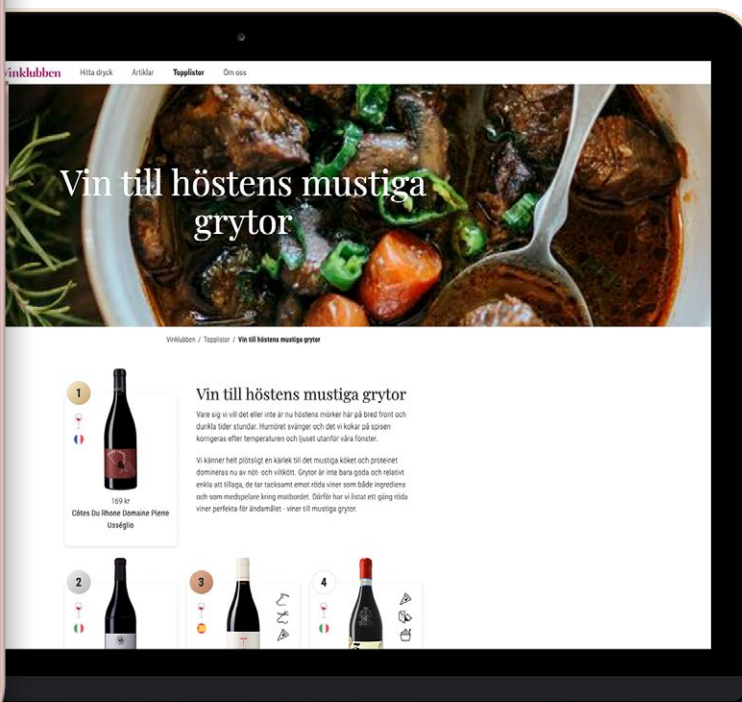 Vinklubben
Hitta dryck Artiklar Topplistor Om oss
Vin till höstens mustiga
grytor
Vinklubben / Topplistor / Vin till höstens mustiga grytor
1
169 kr
Côtes Du Rhone Domaine Pierre
Usséglio
Vin till höstens mustiga grytor
Vare sig vi vill det eller inte är nu höstens mörker här på bred front och
dunkla tider stundar. Humöret svänger och det vi kokar på spisen
korrigeras efter temperaturen och ljuset utanför våra fönster.
Vi känner helt plötsligt en kärlek till det mustiga köket och proteinet
domineras nu av nöt- och viltkött. Grytor är inte bara goda och relativt
enkla att tillaga, de tar tacksamt emot röda viner som både ingrediens
och som medspelare kring matbordet. Därför har vi listat ett gäng röda
viner perfekta för ändamålet - viner till mustiga grytor.
2
3
4